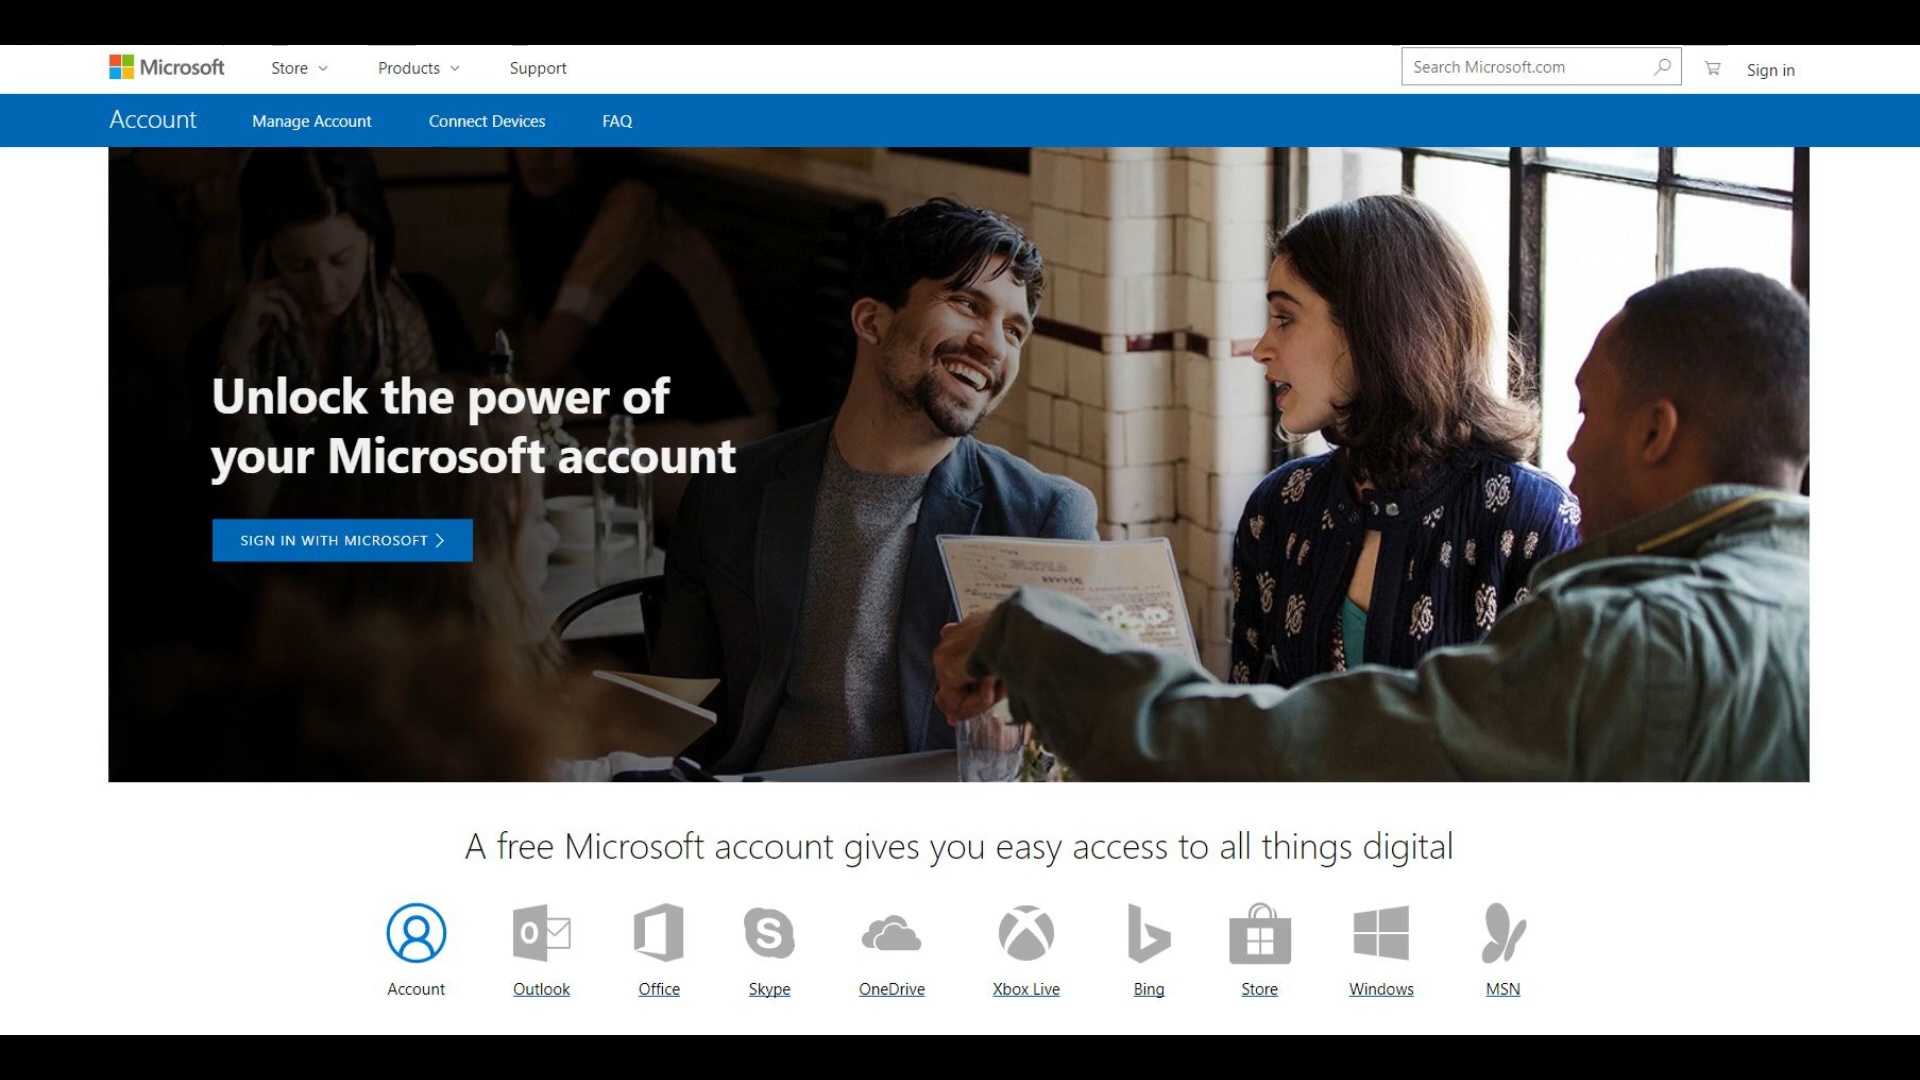 Microsoft Store Products Support Search Microsoft.com Sign in
Account Manage Account Connect Devices FAQ
Unlock the power of
your Microsoft account
SIGN IN WITH MICROSOFT
A free Microsoft account gives you easy access to all things digital
Account Outlook Office Skype OneDrive Xbox Live Bing Store Windows MSN